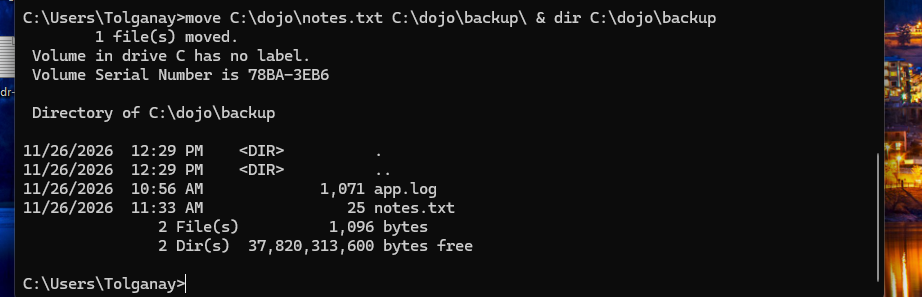 C:\Users\Tolganay>move C:\dojo\notes.txt C:\dojo\backup\ & dir C:\dojo\backup
        1 file(s) moved.
 Volume in drive C has no label.
 Volume Serial Number is 78BA-3EB6

 Directory of C:\dojo\backup

11/26/2026  12:29 PM    <DIR>          .
11/26/2026  12:29 PM    <DIR>          ..
11/26/2026  10:56 AM             1,071 app.log
11/26/2026  11:33 AM                25 notes.txt
               2 File(s)          1,096 bytes
               2 Dir(s)  37,820,313,600 bytes free

C:\Users\Tolganay>
dr-